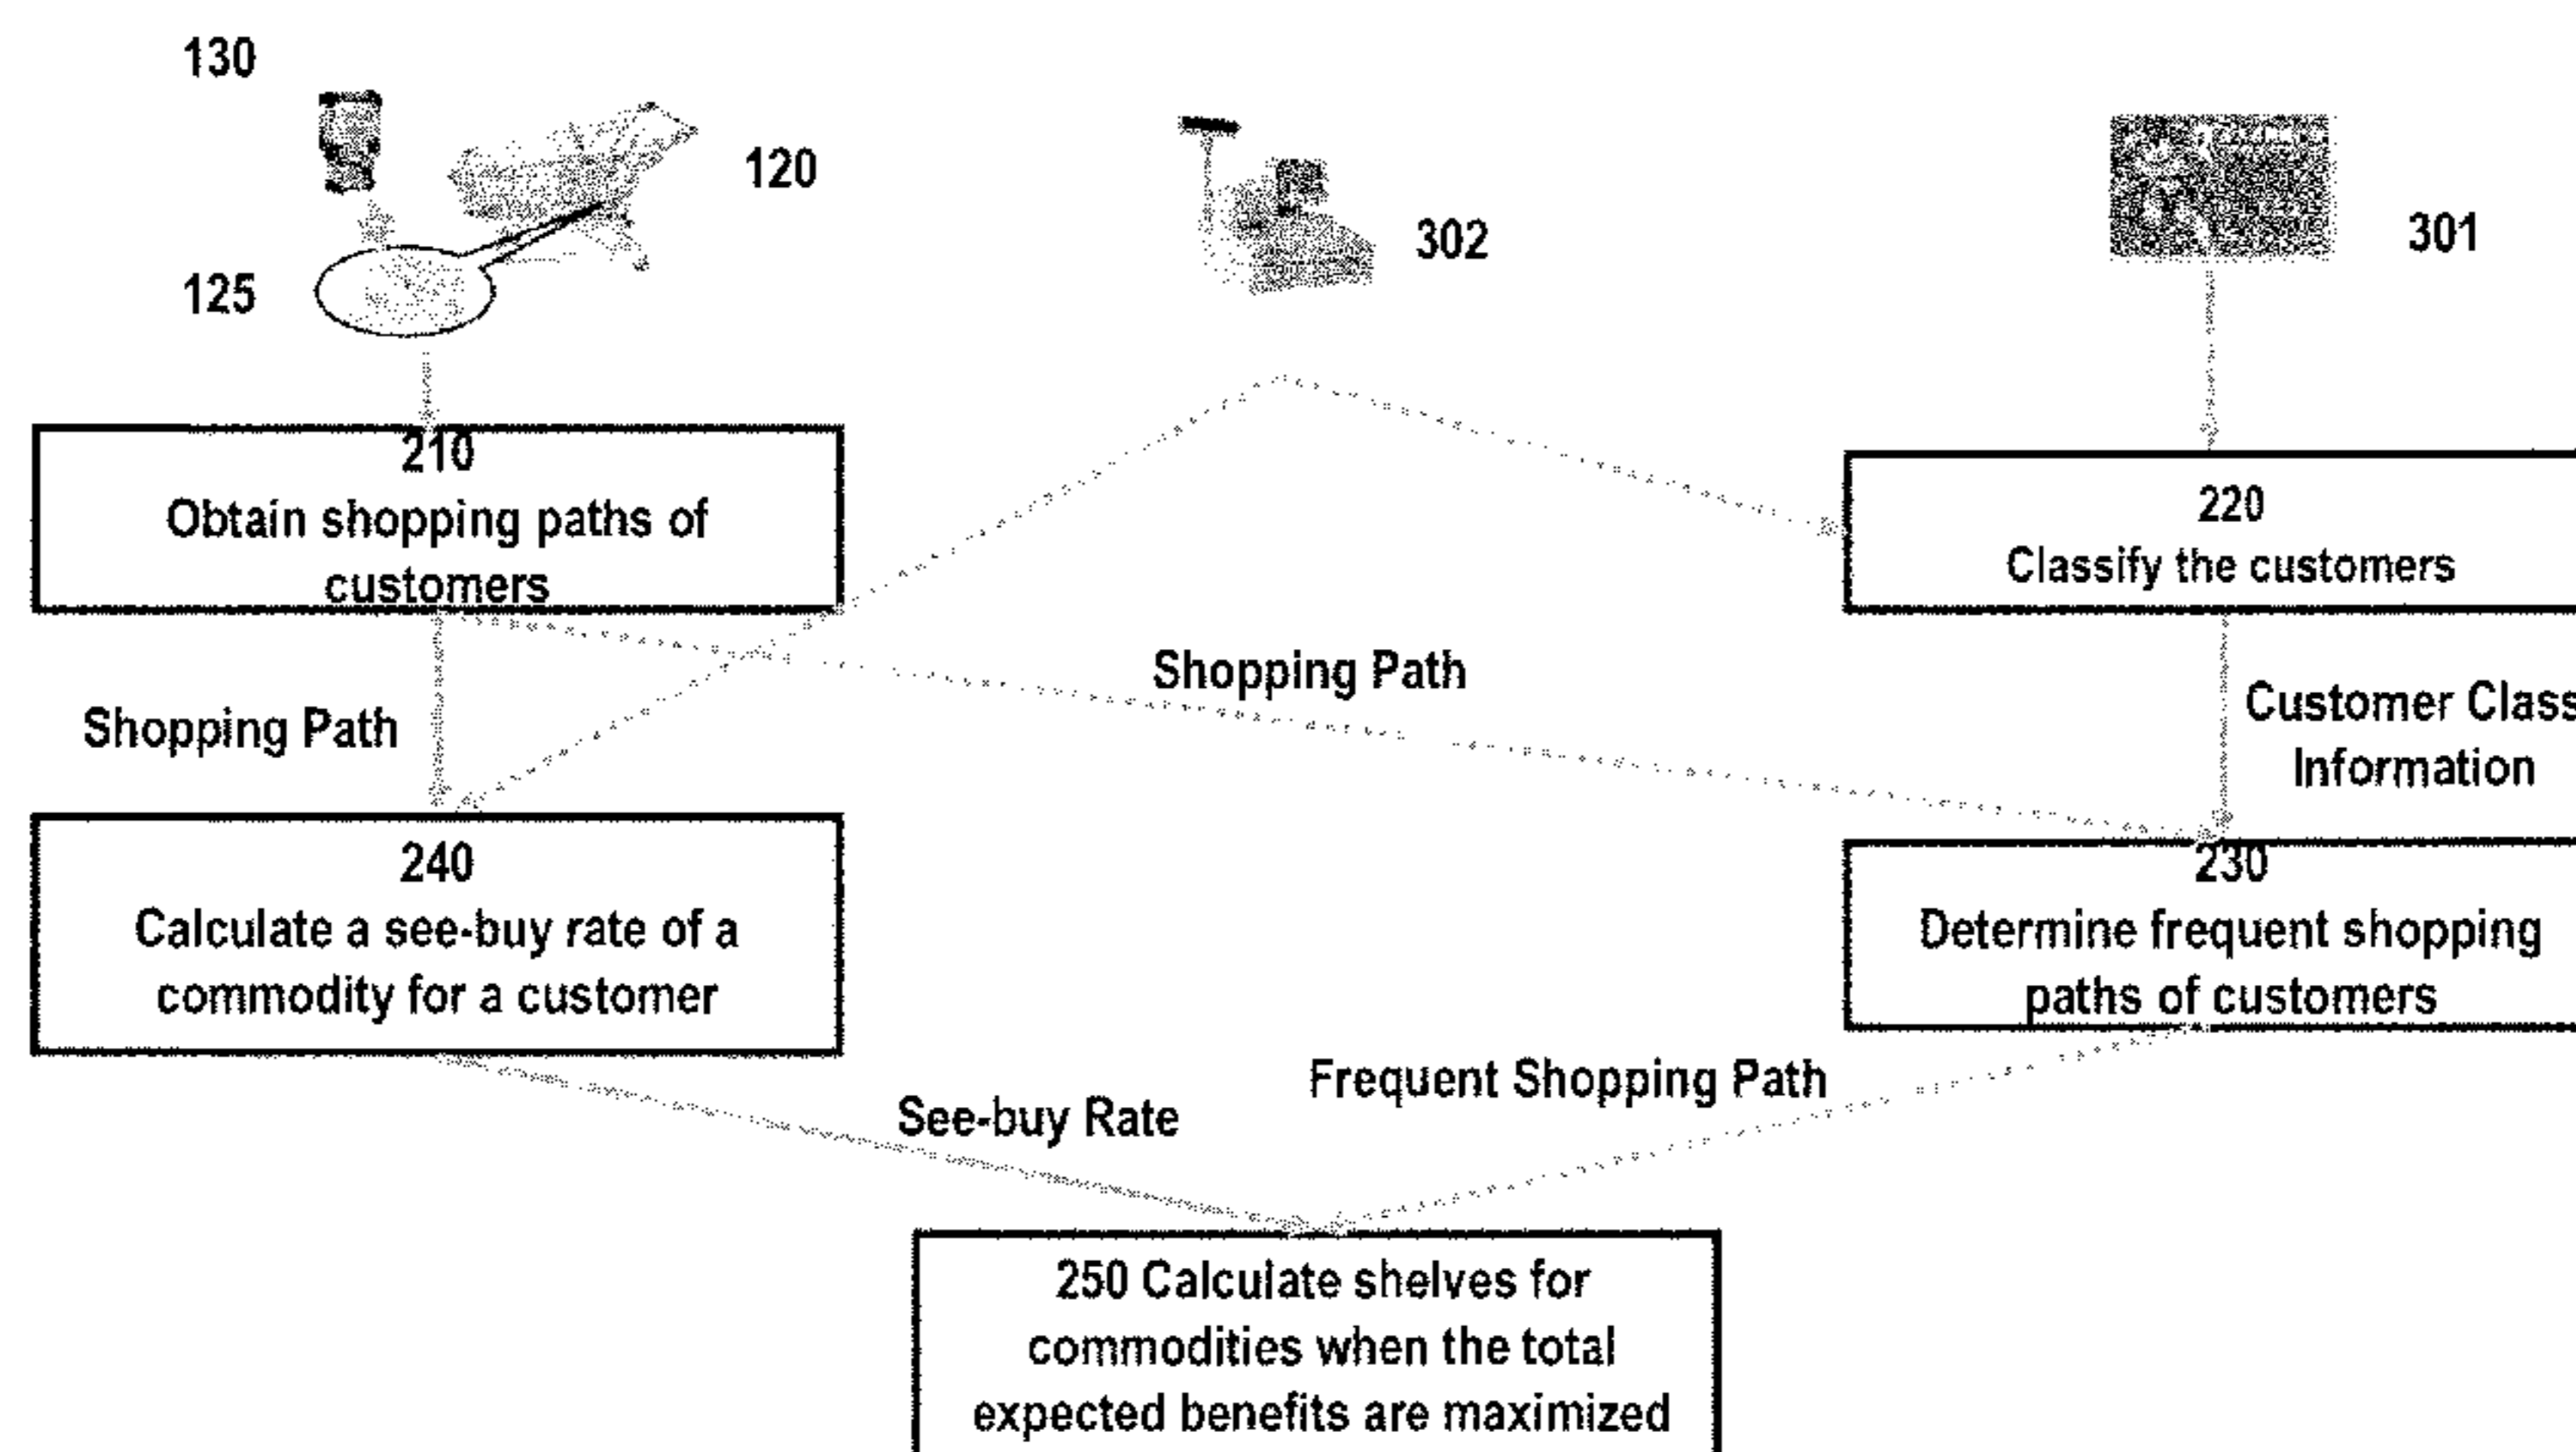 130
120
125
302
301
210
Obtain shopping paths of
customers
220
Classify the customers
Shopping Path
Shopping Path
Customer Class
Information
240
Calculate a see-buy rate of a
commodity for a customer
230
Determine frequent shopping
paths of customers
See-buy Rate
Frequent Shopping Path
250 Calculate shelves for
commodities when the total
expected benefits are maximized